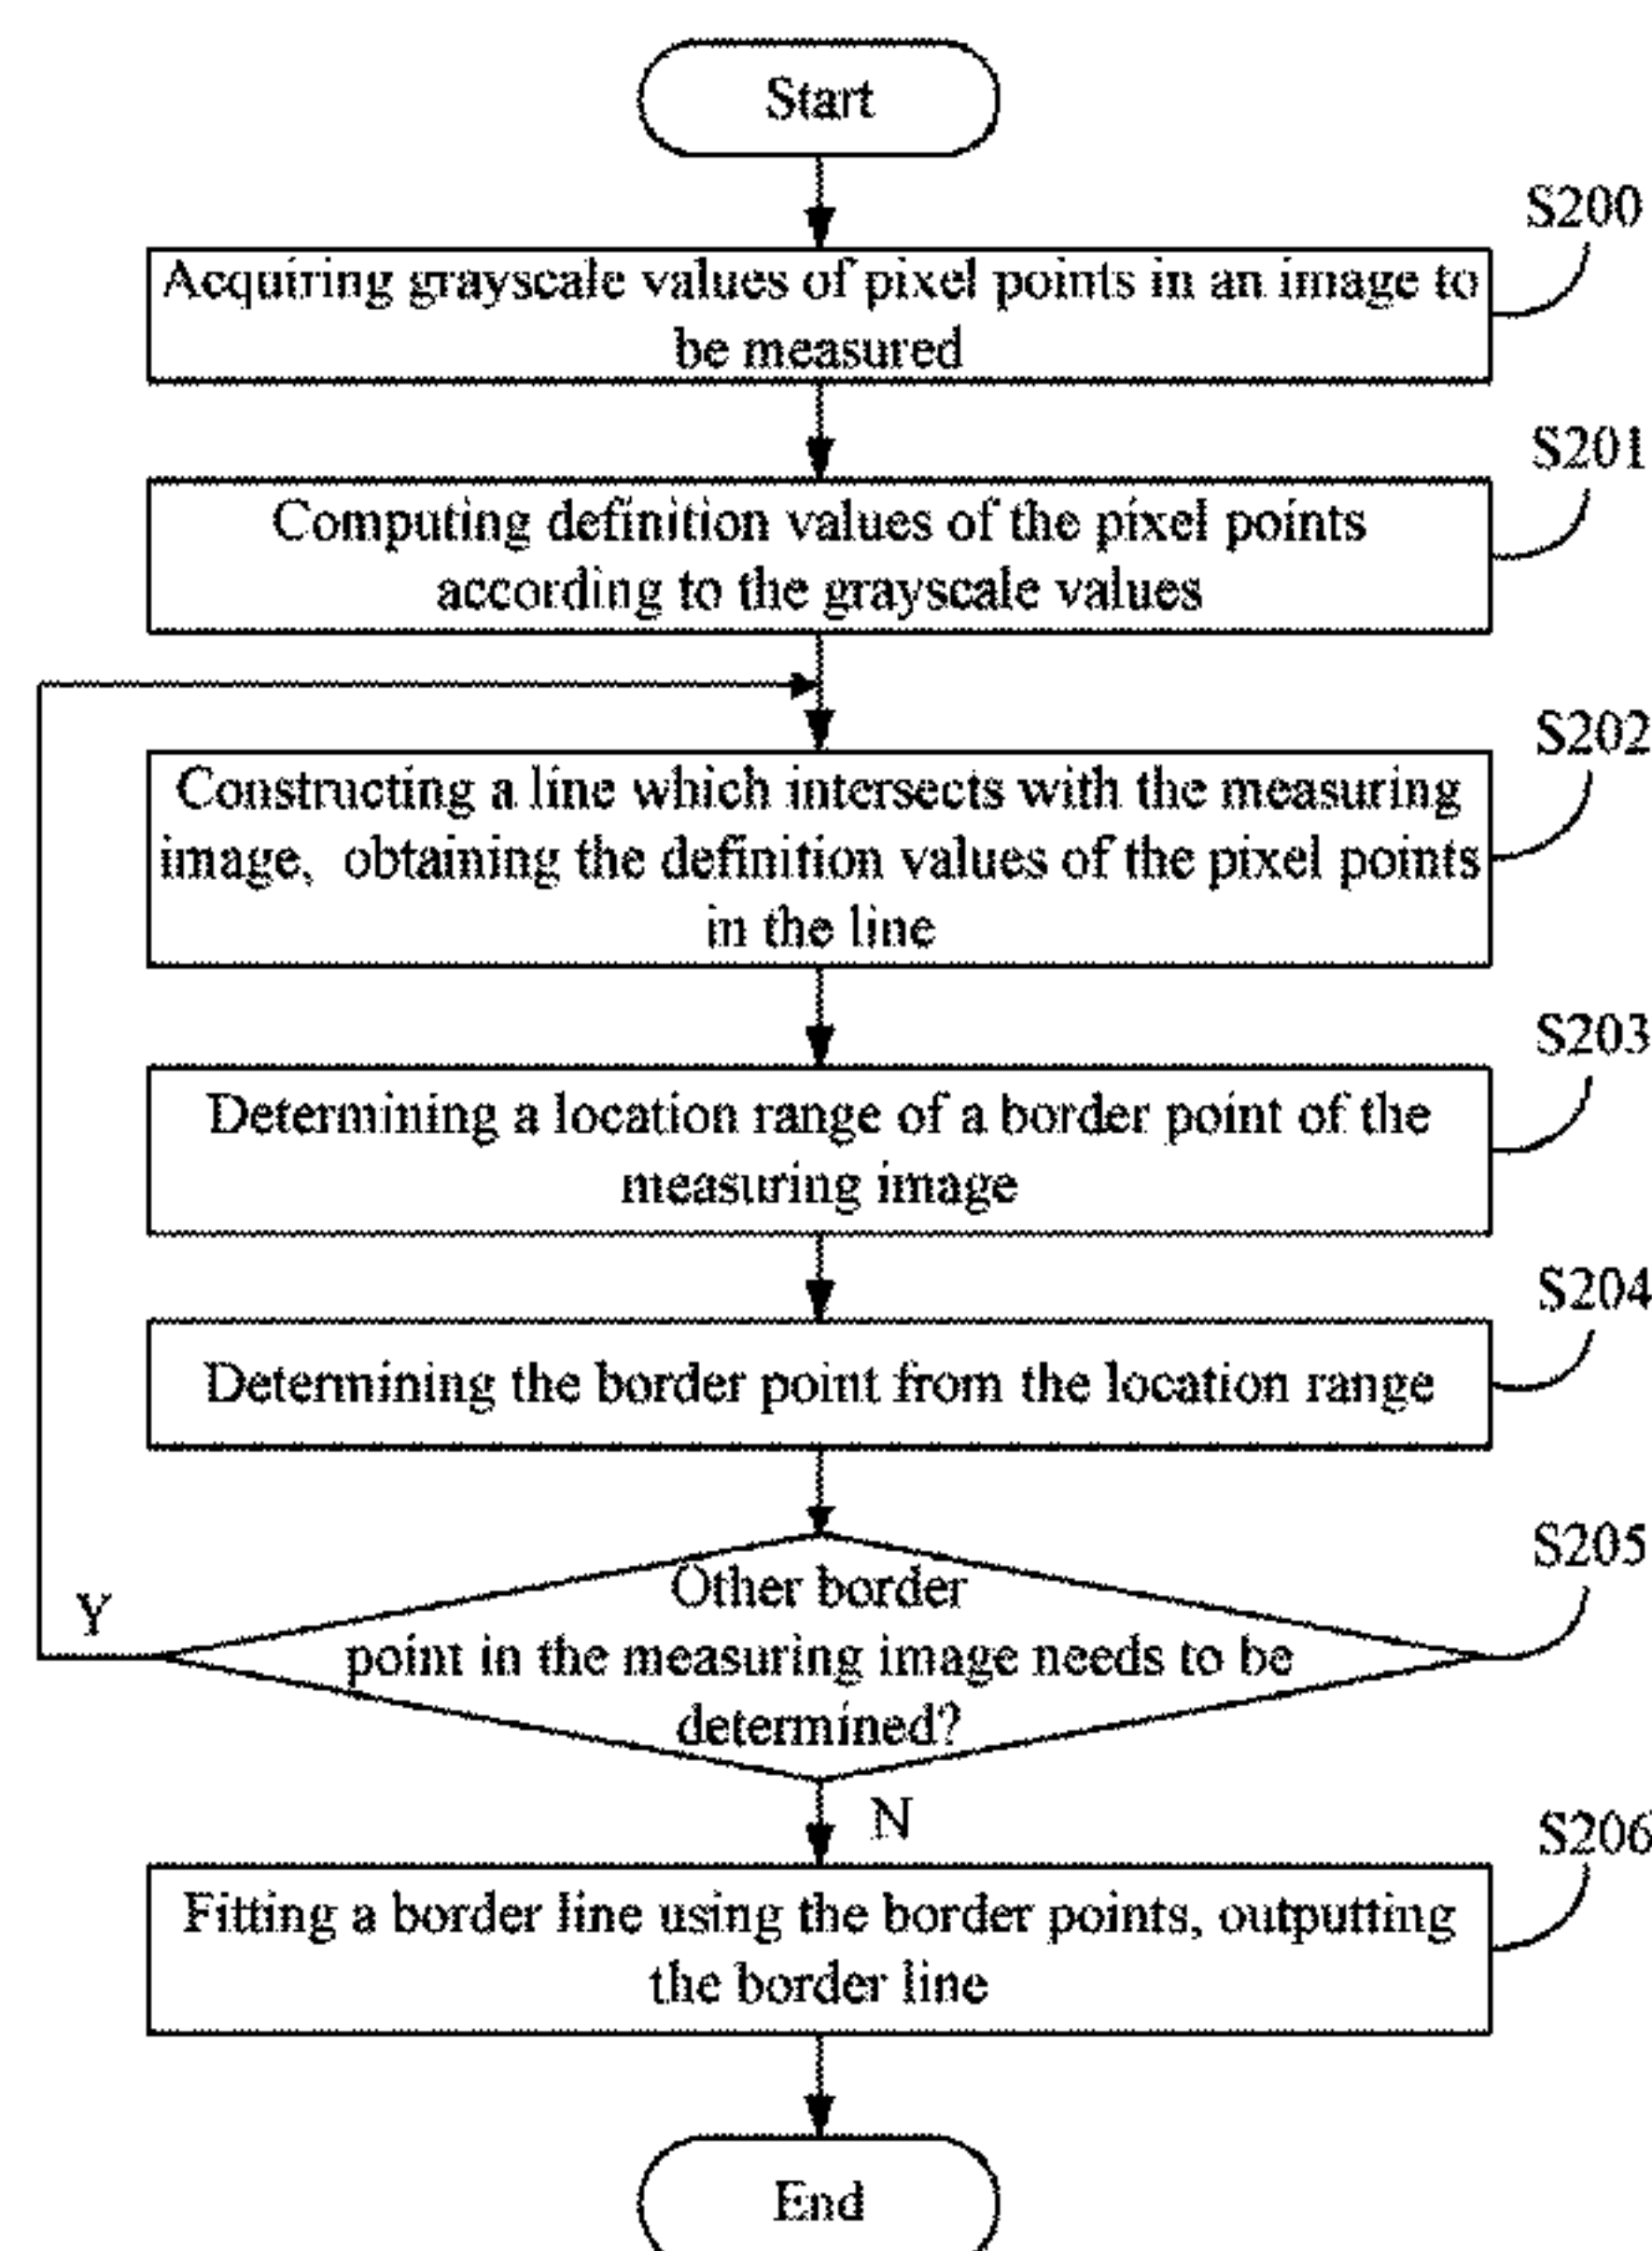 Start
S200
Acquiring grayscale values of pixel points in an image to
be measured
S201
Computing definition values of the pixel points
according to the grayscale values
S202
Constructing a line which intersects with the measuring
image, obtaining the definition values of the pixel points
in the line
S203
Determining a location range of a border point of the
measuring image
S204
Determining the border point from the location range
S205
Other border
point in the measuring image needs to be
determined?
Y
N
S206
Fitting a border line using the border points, outputting
the border line
End